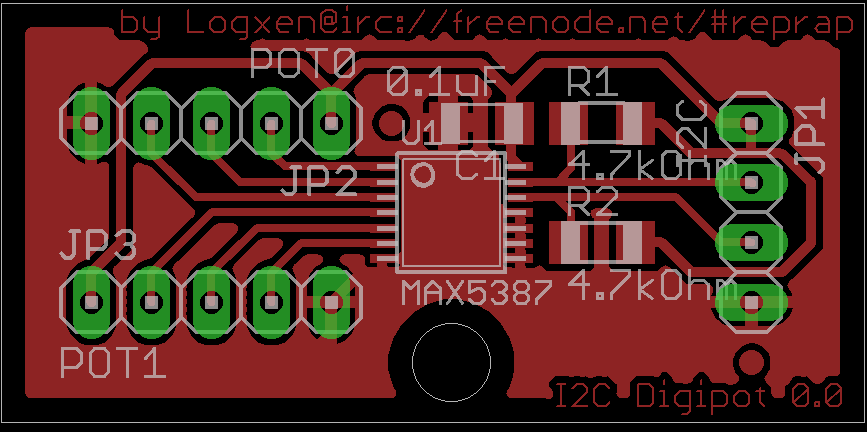 by Logxen@irc://freenode.net/#reprap
POT0
0.1uF
R1
U1
I2C
JP1
C1
4.7kOhm
JP2
R2
JP3
MAX5387
4.7kOhm
POT1
I2C Digipot 0.0